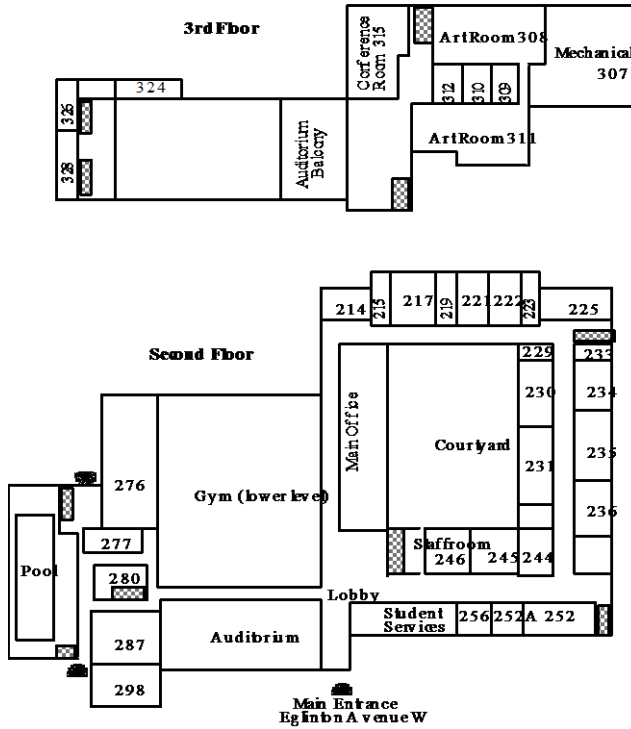 3rd Floor
Conference
Room 315
Art Room 308
Mechanical
307
312
310
309
324
326
328
Auditorium
Balcony
Art Room 311
214
215
217
219
221
222
223
225
Second Floor
229
233
230
234
Main Office
Courtyard
231
235
276
Gym (lower level)
236
277
Staffroom
246
245
244
Pool
280
Lobby
287
Auditorium
Student
Services
256
252A
252
298
Main Entrance
Eglinton Avenue W